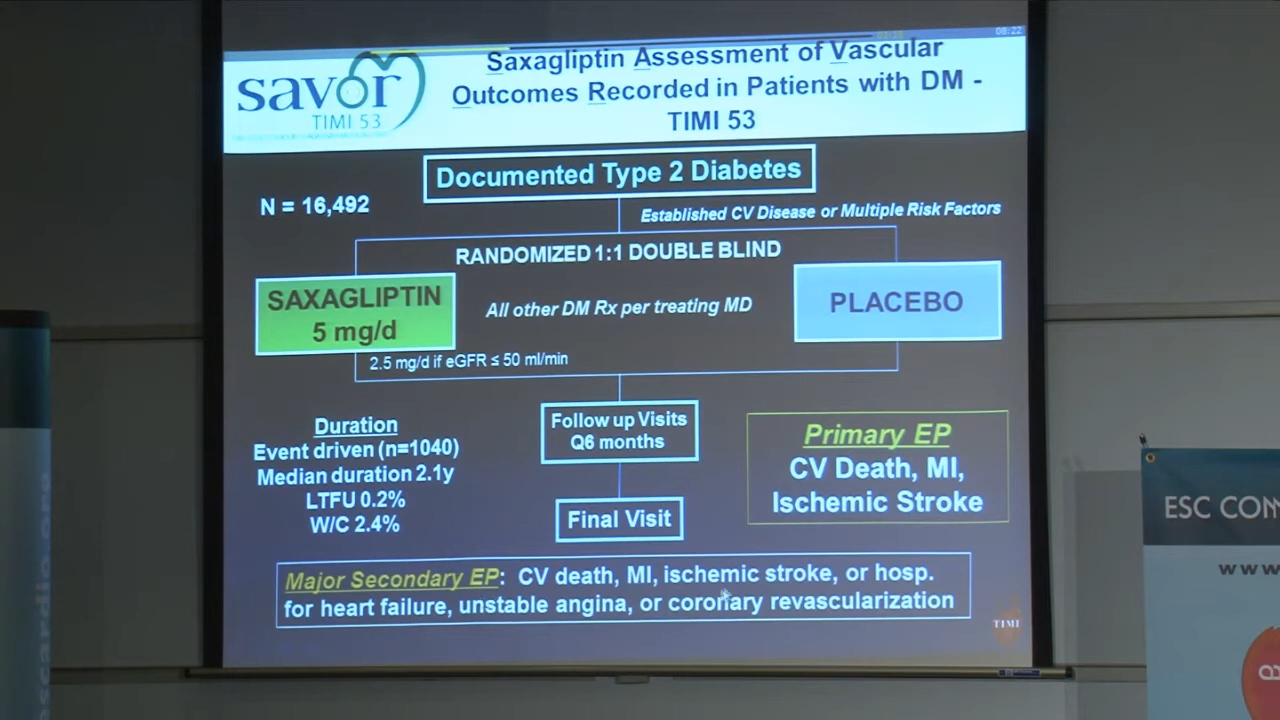 08:22
Saxagliptin Assessment of Vascular
Outcomes Recorded in Patients with DM -
TIMI 53
savor
TIMI 53
Documented Type 2 Diabetes
N = 16,492
Established CV Disease or Multiple Risk Factors
RANDOMIZED 1:1 DOUBLE BLIND
SAXAGLIPTIN
5 mg/d
All other DM Rx per treating MD
PLACEBO
2.5 mg/d if eGFR ≤ 50 ml/min
Duration
Event driven (n=1040)
Median duration 2.1y
LTFU 0.2%
W/C 2.4%
Follow up Visits
Q6 months
Final Visit
Primary EP
CV Death, MI,
Ischemic Stroke
Major Secondary EP: CV death, MI, ischemic stroke, or hosp.
for heart failure, unstable angina, or coronary revascularization
TIMI
ESC CON
www
escardio.org